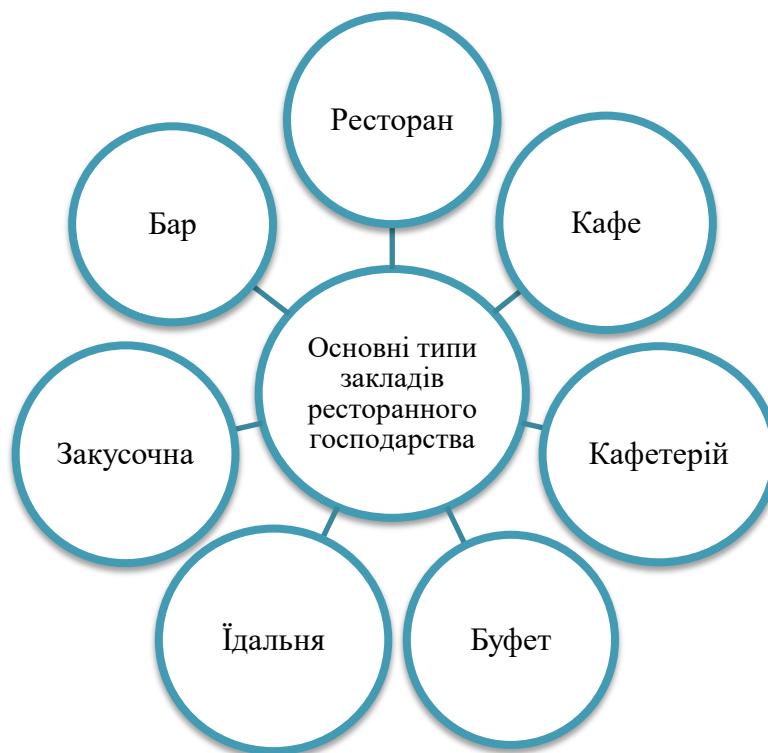 Ресторан
Кафе
Кафетерій
Буфет
Їдальня
Закусочна
Бар
Основні типи
закладів
ресторанного
господарства